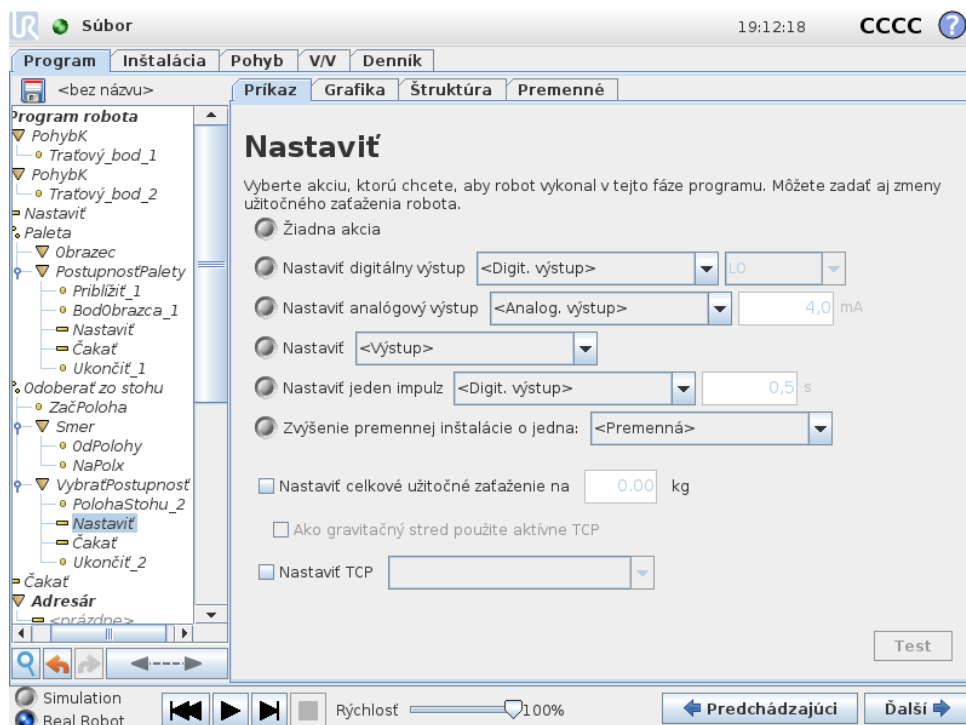 UR
Súbor
19:12:18
CCCC
?
Program
Inštalácia
Pohyb
V/V
Denník
<bez názvu>
Príkaz
Grafika
Štruktúra
Premenné
Program robota
PohybK
Traťový_bod_1
PohybK
Traťový_bod_2
Nastaviť
Paleta
Obrazec
PostupnosťPalety
Priblížiť_1
BodObrazca_1
Nastaviť
Čakať
Ukončiť_1
Odoberať zo stohu
ZačPoloha
Smer
OdPolohy
NaPolx
VybraťPostupnosť
PolohaStohu_2
Nastaviť
Čakať
Ukončiť_2
Čakať
Adresár
<prázdne>
Nastaviť
Vyberte akciu, ktorú chcete, aby robot vykonal v tejto fáze programu. Môžete zadať aj zmeny
užitočného zaťaženia robota.
Žiadna akcia
Nastaviť digitálny výstup <Digit. výstup> LO
Nastaviť analógový výstup <Analog. výstup> 4,0 mA
Nastaviť <Výstup>
Nastaviť jeden impulz <Digit. výstup> 0,5 s
Zvýšenie premennej inštalácie o jedna: <Premenná>
Nastaviť celkové užitočné zaťaženie na 0.00 kg
Ako gravitačný stred použite aktívne TCP
Nastaviť TCP
Test
Simulation
Real Robot
Rýchlosť 100%
Predchádzajúci
Ďalší